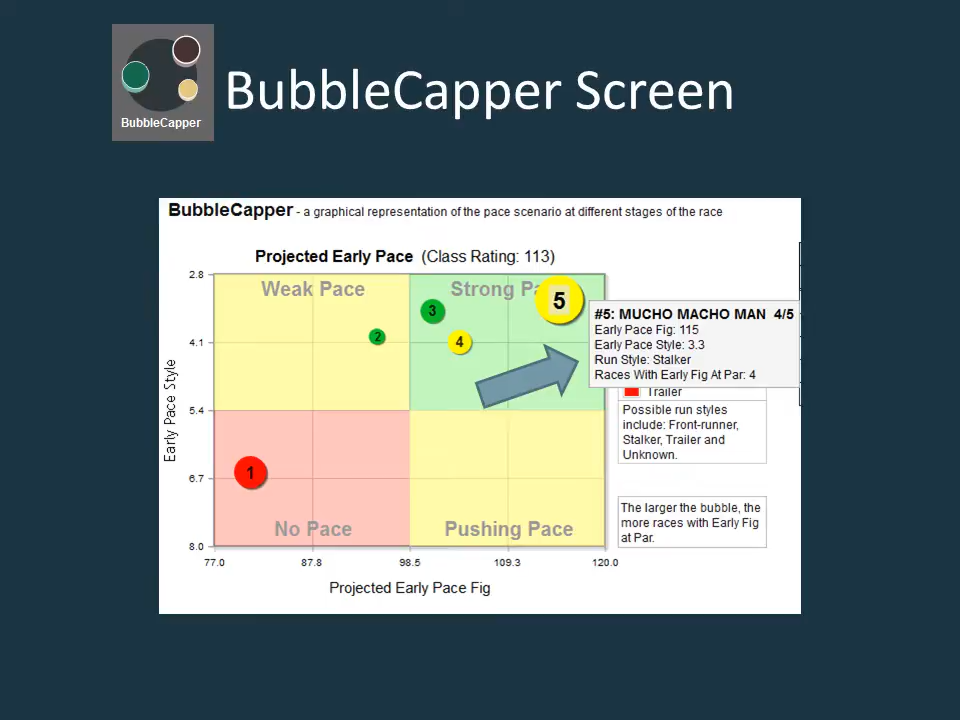 BubbleCapper
BubbleCapper Screen
BubbleCapper - a graphical representation of the pace scenario at different stages of the race
Projected Early Pace (Class Rating: 113)
Early Pace Style
2.8
4.1
5.4
6.7
8.0
Weak Pace
Strong
No Pace
Pushing Pace
1
2
3
4
5
77.0
87.8
98.5
109.3
120.0
Projected Early Pace Fig
#5: MUCHO MACHO MAN 4/5
Early Pace Fig: 115
Early Pace Style: 3.3
Run Style: Stalker
Races With Early Fig At Par: 4
Trailer
Possible run styles
include: Front-runner,
Stalker, Trailer and
Unknown.
The larger the bubble, the
more races with Early Fig
at Par.